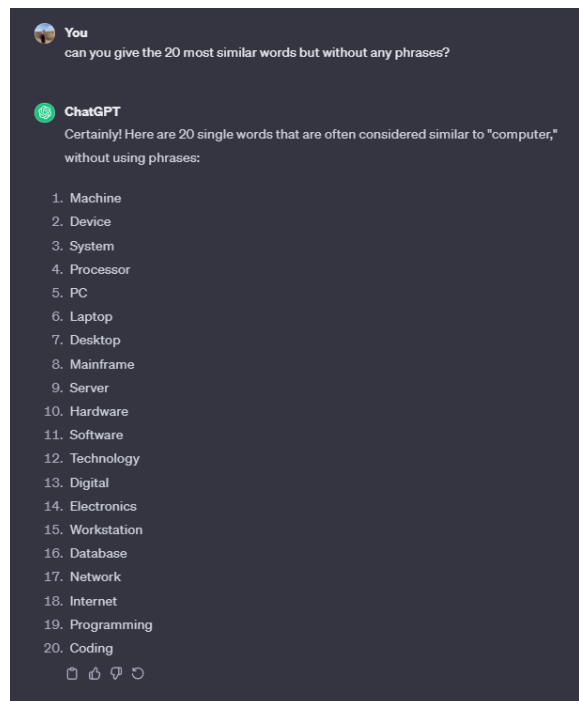 You
can you give the 20 most similar words but without any phrases?
ChatGPT
Certainly! Here are 20 single words that are often considered similar to "computer,"
without using phrases:
1. Machine
2. Device
3. System
4. Processor
5. PC
6. Laptop
7. Desktop
8. Mainframe
9. Server
10. Hardware
11. Software
12. Technology
13. Digital
14. Electronics
15. Workstation
16. Database
17. Network
18. Internet
19. Programming
20. Coding